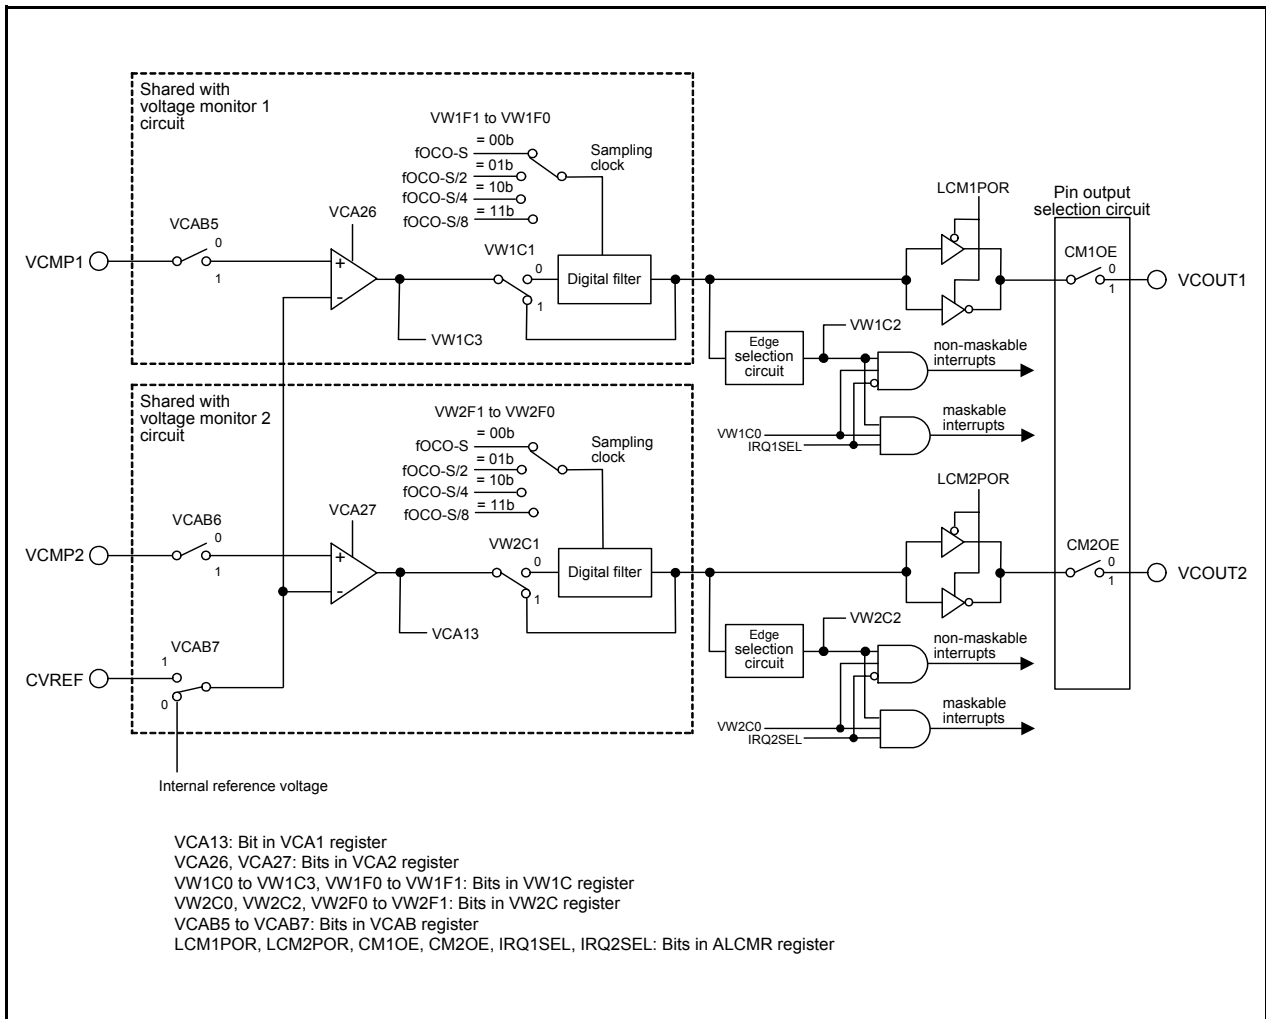 Shared with
voltage monitor 1
circuit
VW1F1 to VW1F0
= 00b
fOCO-S
= 01b
fOCO-S/2
= 10b
fOCO-S/4
= 11b
fOCO-S/8
Sampling
clock
VCAB5
0
1
VCMP1
VCA26
+
-
VW1C1
0
1
Digital filter
VW1C3
LCM1POR
Pin output
selection circuit
CM1OE
0
1
VCOUT1
Edge
selection
circuit
VW1C2
non-maskable
interrupts
maskable
interrupts
VW1C0
IRQ1SEL
Shared with
voltage monitor 2
circuit
VW2F1 to VW2F0
= 00b
fOCO-S
= 01b
fOCO-S/2
= 10b
fOCO-S/4
= 11b
fOCO-S/8
Sampling
clock
VCAB6
0
1
VCMP2
VCA27
+
-
VW2C1
0
1
Digital filter
VCA13
LCM2POR
CM2OE
0
1
VCOUT2
Edge
selection
circuit
VW2C2
non-maskable
interrupts
maskable
interrupts
VW2C0
IRQ2SEL
VCAB7
1
0
CVREF
Internal reference voltage
VCA13: Bit in VCA1 register
VCA26, VCA27: Bits in VCA2 register
VW1C0 to VW1C3, VW1F0 to VW1F1: Bits in VW1C register
VW2C0, VW2C2, VW2F0 to VW2F1: Bits in VW2C register
VCAB5 to VCAB7: Bits in VCAB register
LCM1POR, LCM2POR, CM1OE, CM2OE, IRQ1SEL, IRQ2SEL: Bits in ALCMR register